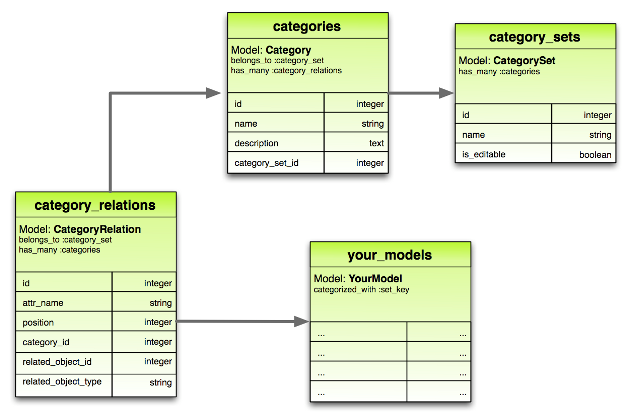 categories
Model: Category
belongs_to :category_set
has_many :category_relations
id integer
name string
description text
category_set_id integer
category_sets
Model: CategorySet
has_many :categories
id integer
name string
is_editable boolean
category_relations
Model: CategoryRelation
belongs_to :category_set
has_many :categories
id integer
attr_name string
position integer
category_id integer
related_object_id integer
related_object_type string
your_models
Model: YourModel
categorized_with :set_key
... ...
... ...
... ...
... ...